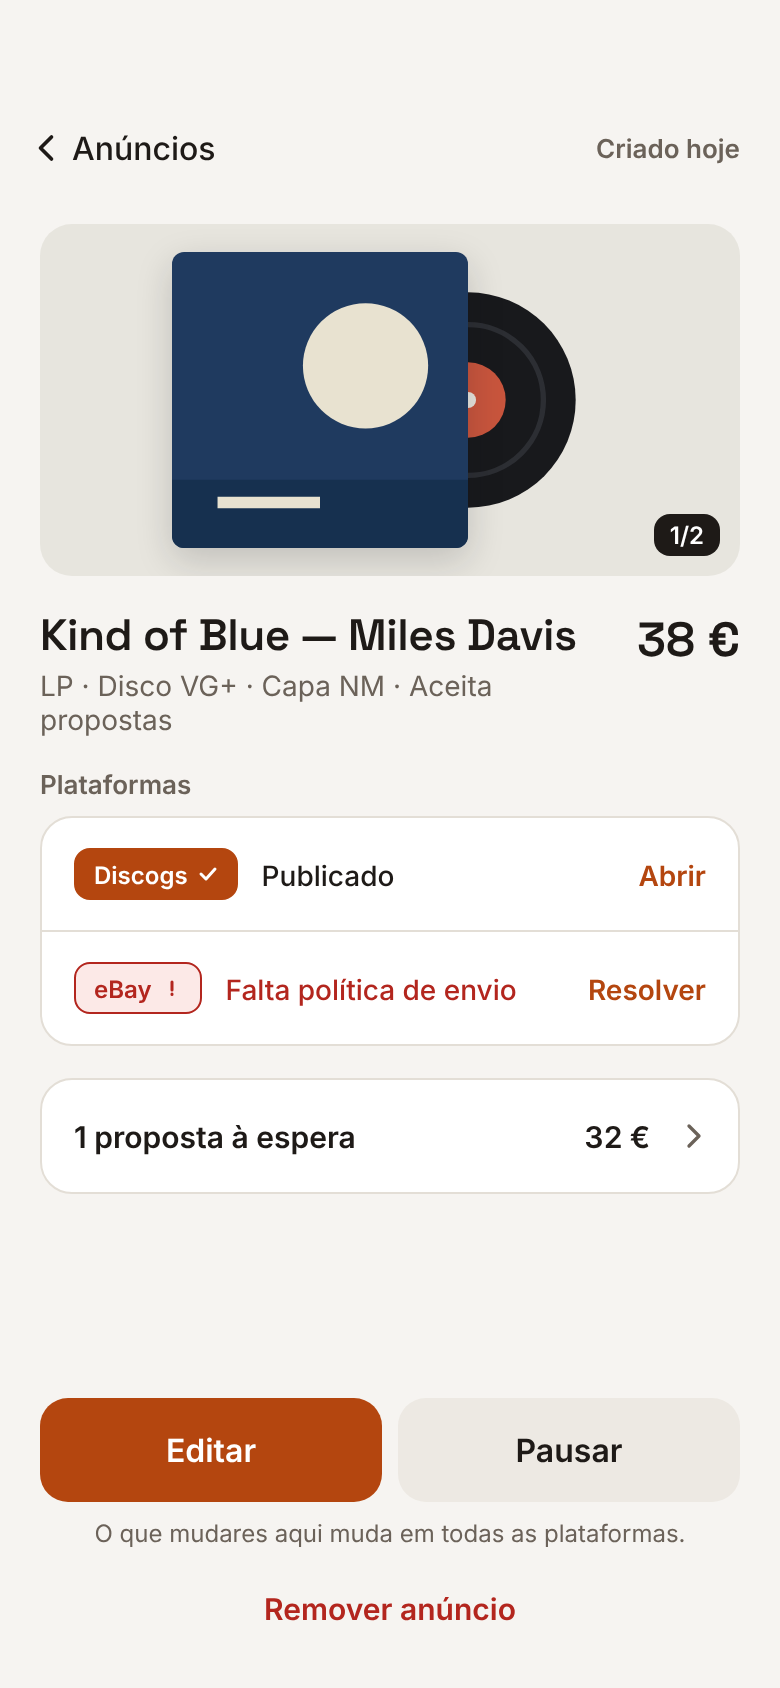 Anúncios
Criado hoje
1/2
Kind of Blue — Miles Davis
38 €
LP · Disco VG+ · Capa NM · Aceita
propostas
Plataformas
Discogs ✓ Publicado Abrir
eBay ! Falta política de envio Resolver
1 proposta à espera 32 €
Editar
Pausar
O que mudares aqui muda em todas as plataformas.
Remover anúncio